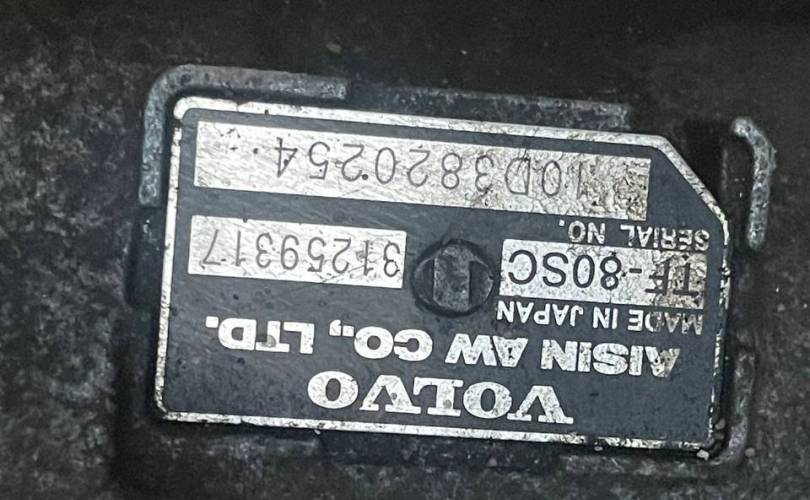 VOLVO
AISIN AW CO., LTD.
MADE IN JAPAN
TF-80SC 31259317
SERIAL NO.
10D3820254